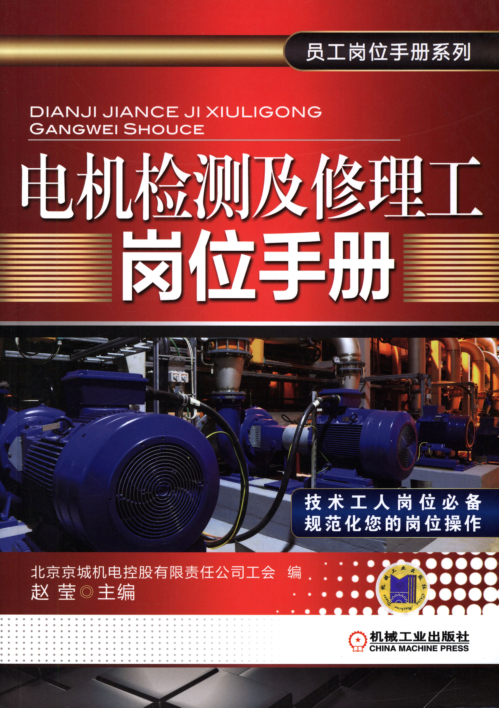 员工岗位手册系列
DIANJI JIANCE JI XIULIGONG
GANGWEI SHOUCE
电机检测及修理工
岗位手册
技术工人岗位必备
规范化您的岗位操作
北京京城机电控股有限责任公司工会 编
赵莹◎主编
机械工业出版社
CHINA MACHINE PRESS